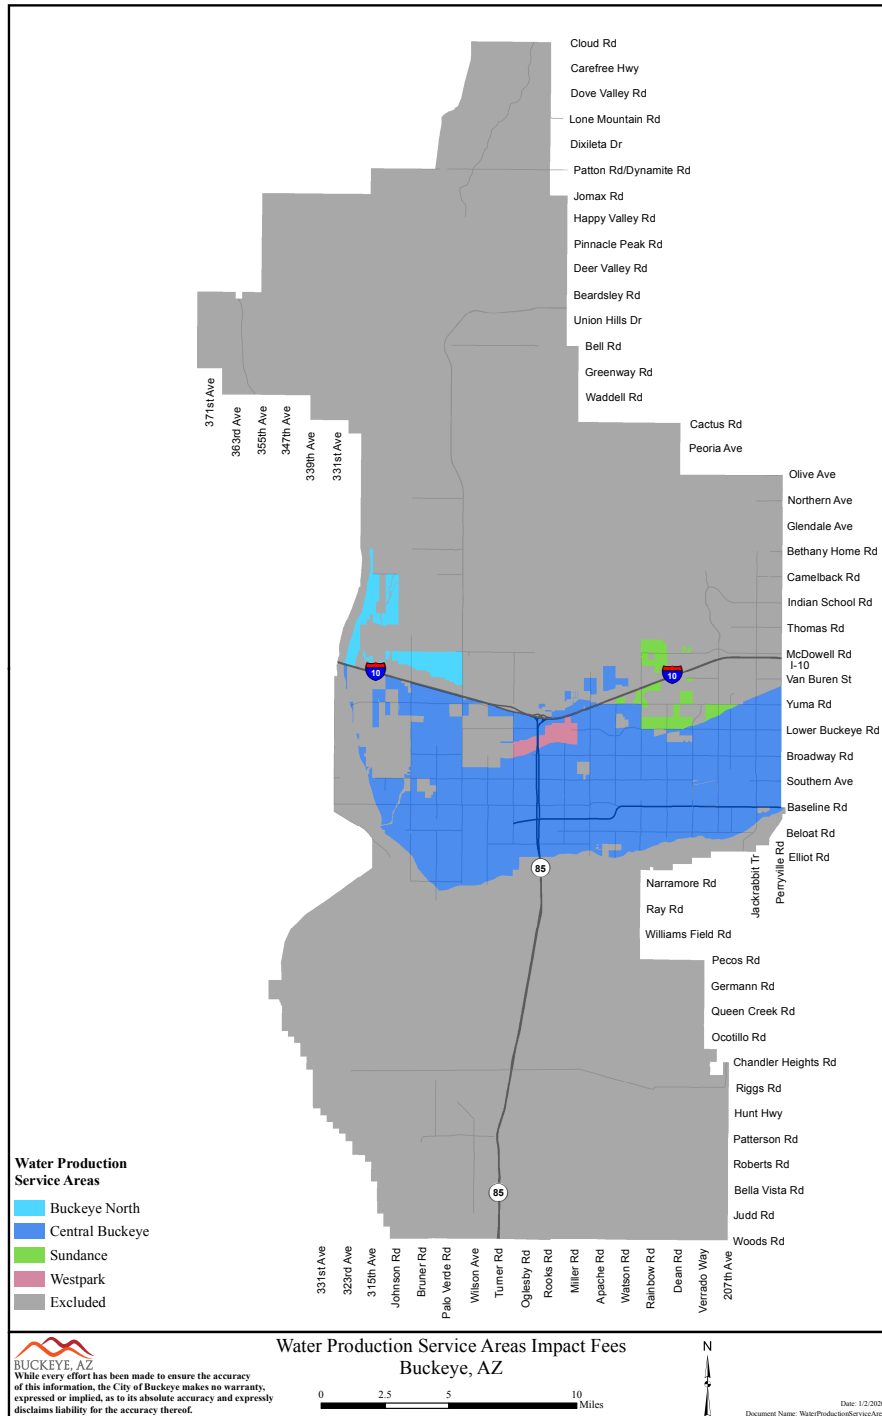 Cloud Rd
Carefree Hwy
Dove Valley Rd
Lone Mountain Rd
Dixileta Dr
Patton Rd/Dynamite Rd
Jomax Rd
Happy Valley Rd
Pinnacle Peak Rd
Deer Valley Rd
Beardsley Rd
Union Hills Dr
Bell Rd
Greenway Rd
Waddell Rd
Cactus Rd
Peoria Ave
Olive Ave
Northern Ave
Glendale Ave
Bethany Home Rd
Camelback Rd
Indian School Rd
Thomas Rd
McDowell Rd
I-10
Van Buren St
Yuma Rd
Lower Buckeye Rd
Broadway Rd
Southern Ave
Baseline Rd
Beloat Rd
Elliot Rd
371st Ave
363rd Ave
355th Ave
347th Ave
339th Ave
331st Ave
10
10
85
Jackrabbit Tr
Perryville Rd
Narramore Rd
Ray Rd
Williams Field Rd
Pecos Rd
Germann Rd
Queen Creek Rd
Ocotillo Rd
Chandler Heights Rd
Riggs Rd
Hunt Hwy
Patterson Rd
Roberts Rd
Bella Vista Rd
Judd Rd
Woods Rd
85
Water Production
Service Areas
Buckeye North
Central Buckeye
Sundance
Westpark
Excluded
331st Ave
323rd Ave
315th Ave
Johnson Rd
Bruner Rd
Palo Verde Rd
Wilson Ave
Turner Rd
Oglesby Rd
Rooks Rd
Miller Rd
Apache Rd
Watson Rd
Rainbow Rd
Dean Rd
Verrado Way
207th Ave
BUCKEYE, AZ
While every effort has been made to ensure the accuracy
of this information, the City of Buckeye makes no warranty,
expressed or implied, as to its absolute accuracy and expressly
disclaims liability for the accuracy thereof.
Water Production Service Areas Impact Fees
Buckeye, AZ
0 2.5 5 10
Miles
N
Date: 1/2/2020
Document Name: WaterProductionServiceArea